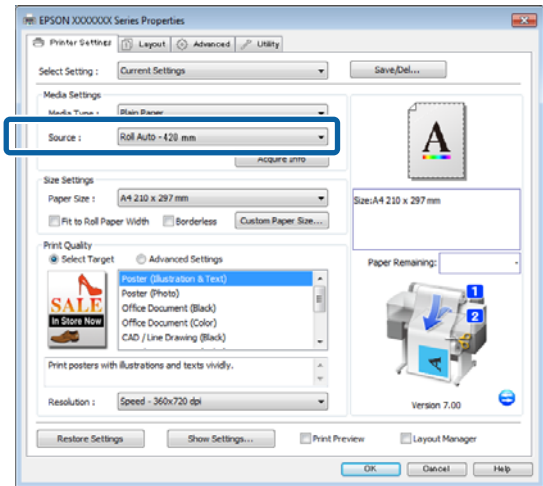 EPSON XXXXXXX Series Properties
Printer Settings Layout Advanced Utility
Select Setting : Current Settings Save/Del...
Media Settings
Media Type : Plain Paper
Source : Roll Auto - 420 mm
Acquire Info
Size Settings
Paper Size : A4 210 x 297 mm
Fit to Roll Paper Width Borderless Custom Paper Size...
A
Size:A4 210 x 297 mm
Print Quality
Select Target Advanced Settings
SALE
In Store Now
Poster (Illustration & Text)
Poster (Photo)
Office Document (Black)
Office Document (Color)
CAD / Line Drawing (Black)
Print posters with illustrations and texts vividly.
Resolution : Speed - 360x720 dpi
Paper Remaining:
1
2
A
Version 7.00
Restore Settings Show Settings... Print Preview Layout Manager
OK Cancel Help